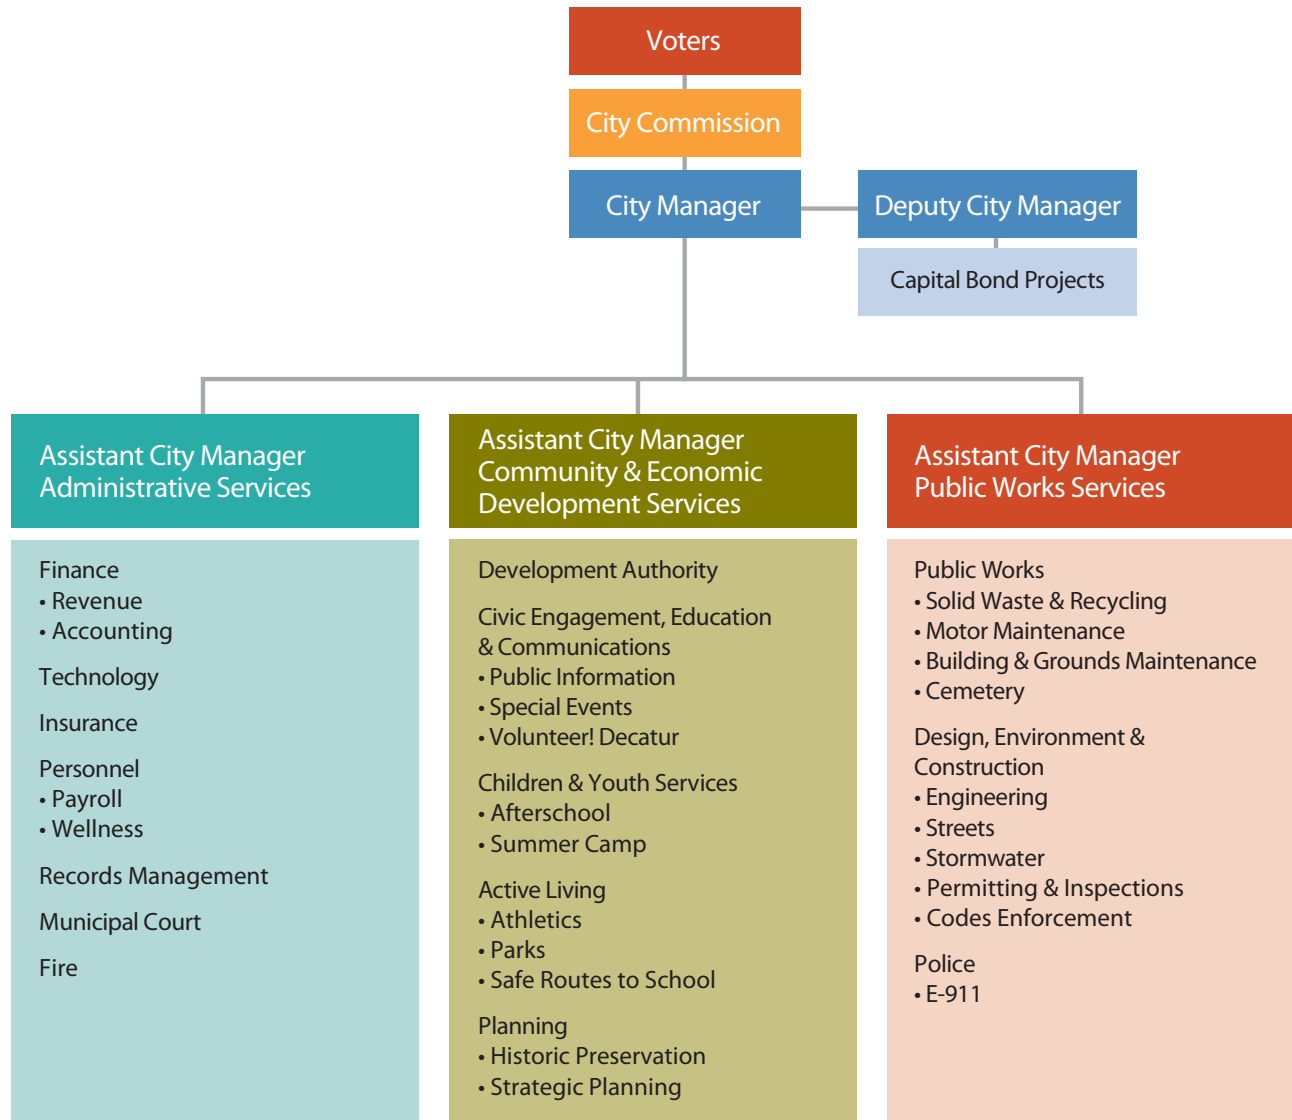 Voters
City Commission
City Manager
Deputy City Manager
Capital Bond Projects
Assistant City Manager
Administrative Services
Finance
• Revenue
• Accounting
Technology
Insurance
Personnel
• Payroll
• Wellness
Records Management
Municipal Court
Fire
Assistant City Manager
Community & Economic
Development Services
Development Authority
Civic Engagement, Education
& Communications
• Public Information
• Special Events
• Volunteer! Decatur
Children & Youth Services
• Afterschool
• Summer Camp
Active Living
• Athletics
• Parks
• Safe Routes to School
Planning
• Historic Preservation
• Strategic Planning
Assistant City Manager
Public Works Services
Public Works
• Solid Waste & Recycling
• Motor Maintenance
• Building & Grounds Maintenance
• Cemetery
Design, Environment &
Construction
• Engineering
• Streets
• Stormwater
• Permitting & Inspections
• Codes Enforcement
Police
• E-911